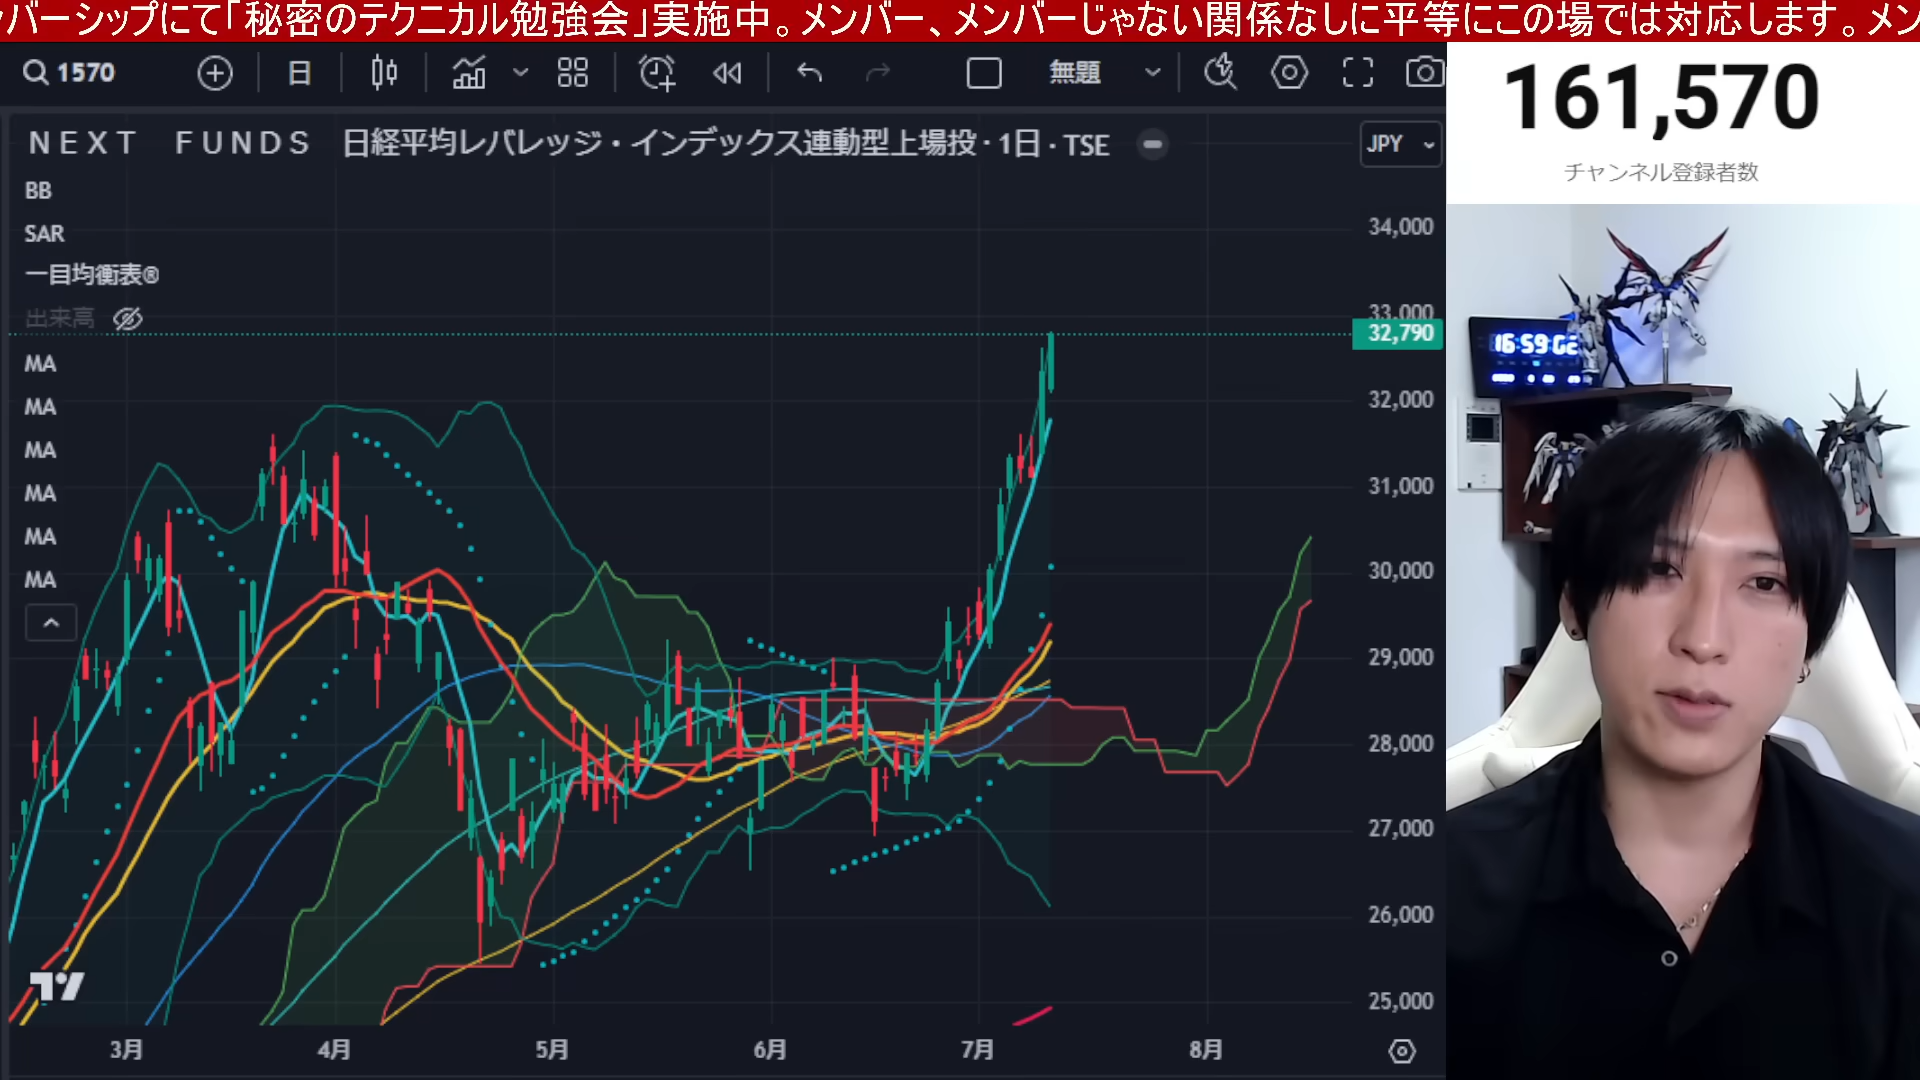 バーシップにて「秘密のテクニカル勉強会」実施中。メンバー、メンバーじゃない関係なしに平等にこの場では対応します。メン
1570
日
無題
161,570
チャンネル登録者数
NEXT FUNDS 日経平均レバレッジ・インデックス連動型上場投・1日・TSE
JPY
BB
SAR
一目均衡表®
出来高
MA
MA
MA
MA
MA
MA
34,000
33,000
32,790
32,000
31,000
30,000
29,000
28,000
27,000
26,000
25,000
3月
4月
5月
6月
7月
8月